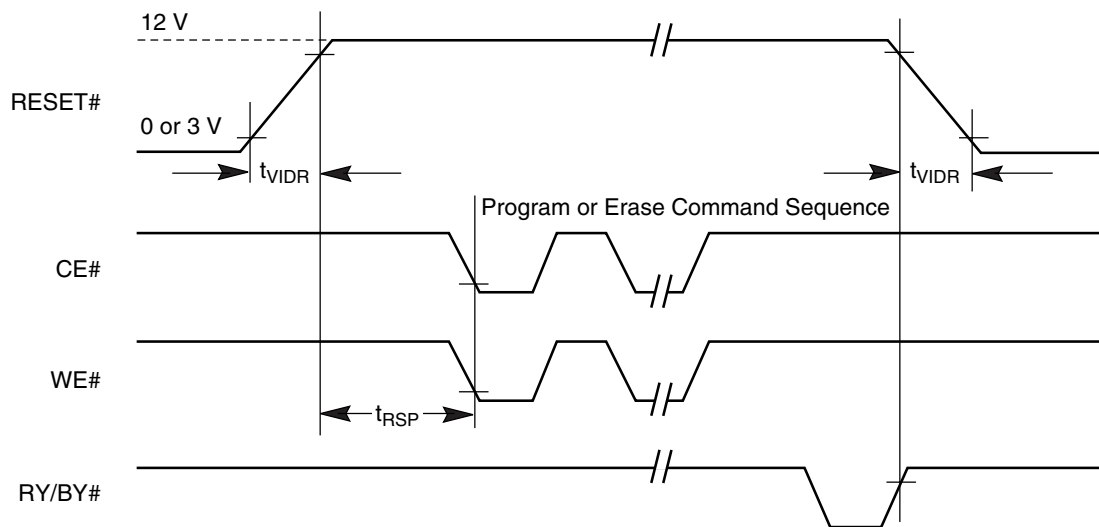 12 V
RESET#
0 or 3 V
tVIDR
tVIDR
Program or Erase Command Sequence
CE#
WE#
tRSP
RY/BY#